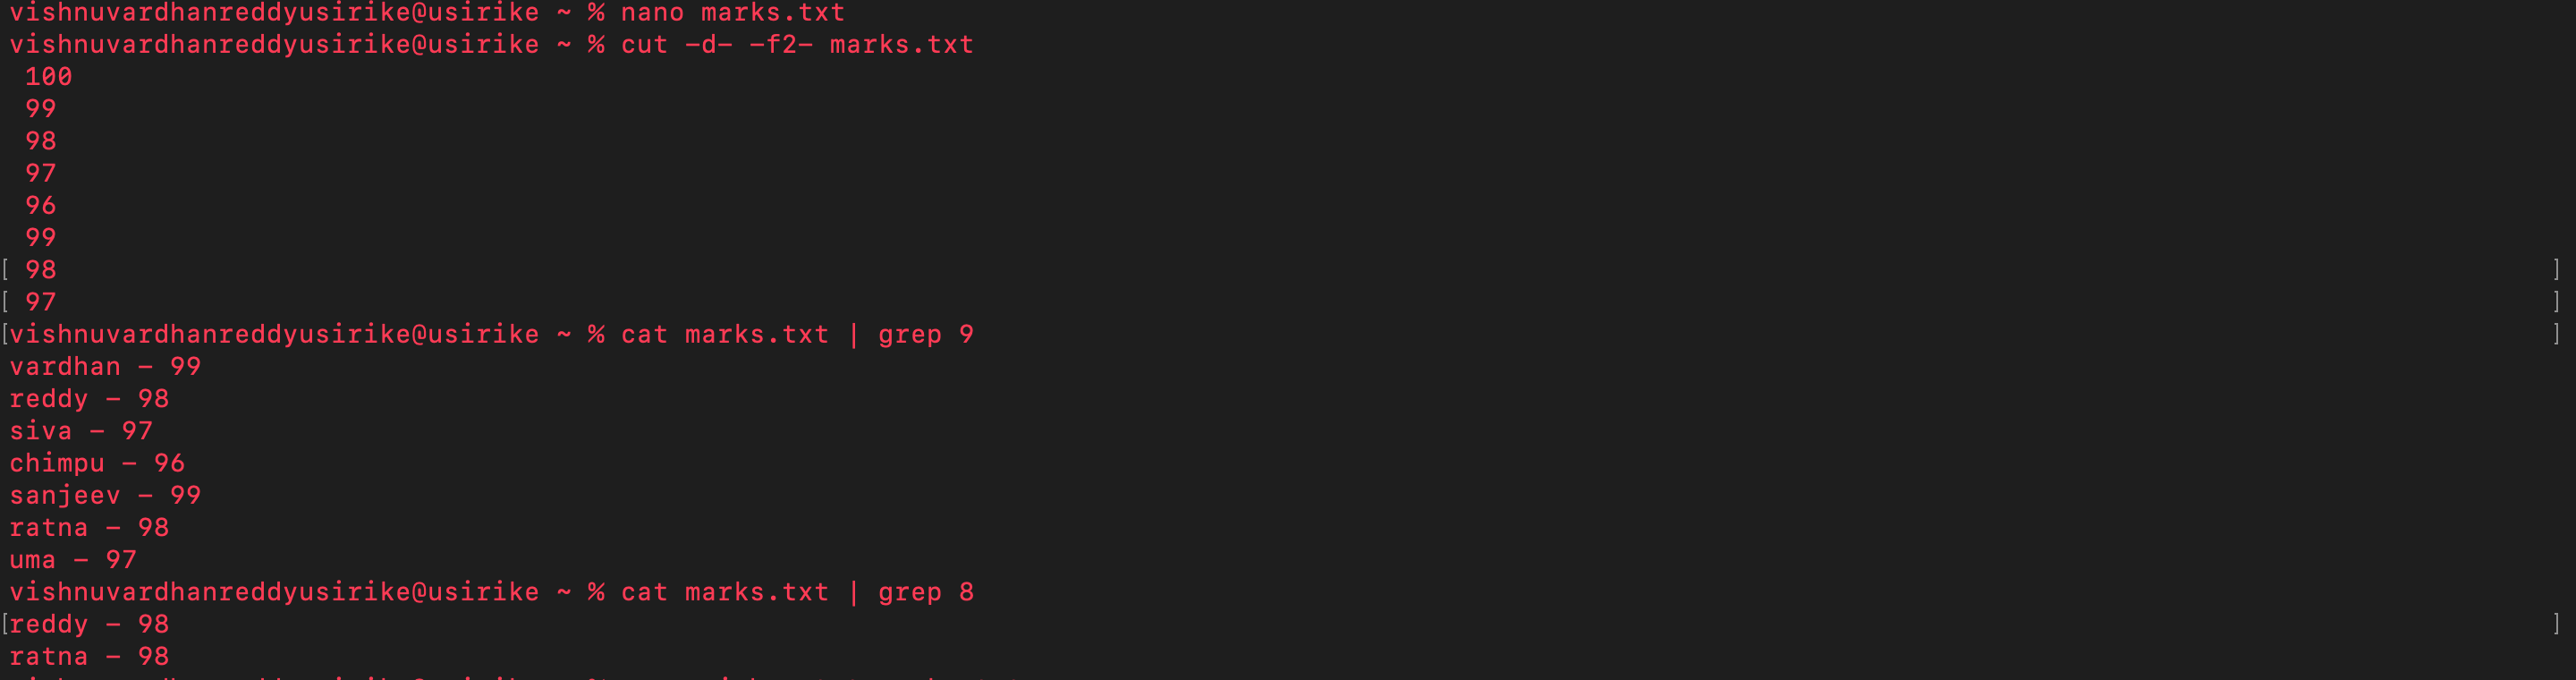 vishnuvardhanreddyusirike@usirike ~ % nano marks.txt
vishnuvardhanreddyusirike@usirike ~ % cut -d- -f2- marks.txt
100
99
98
97
96
99
[ 98 ]
[ 97 ]
[vishnuvardhanreddyusirike@usirike ~ % cat marks.txt | grep 9 ]
vardhan - 99
reddy - 98
siva - 97
chimpu - 96
sanjeev - 99
ratna - 98
uma - 97
vishnuvardhanreddyusirike@usirike ~ % cat marks.txt | grep 8
[reddy - 98 ]
ratna - 98